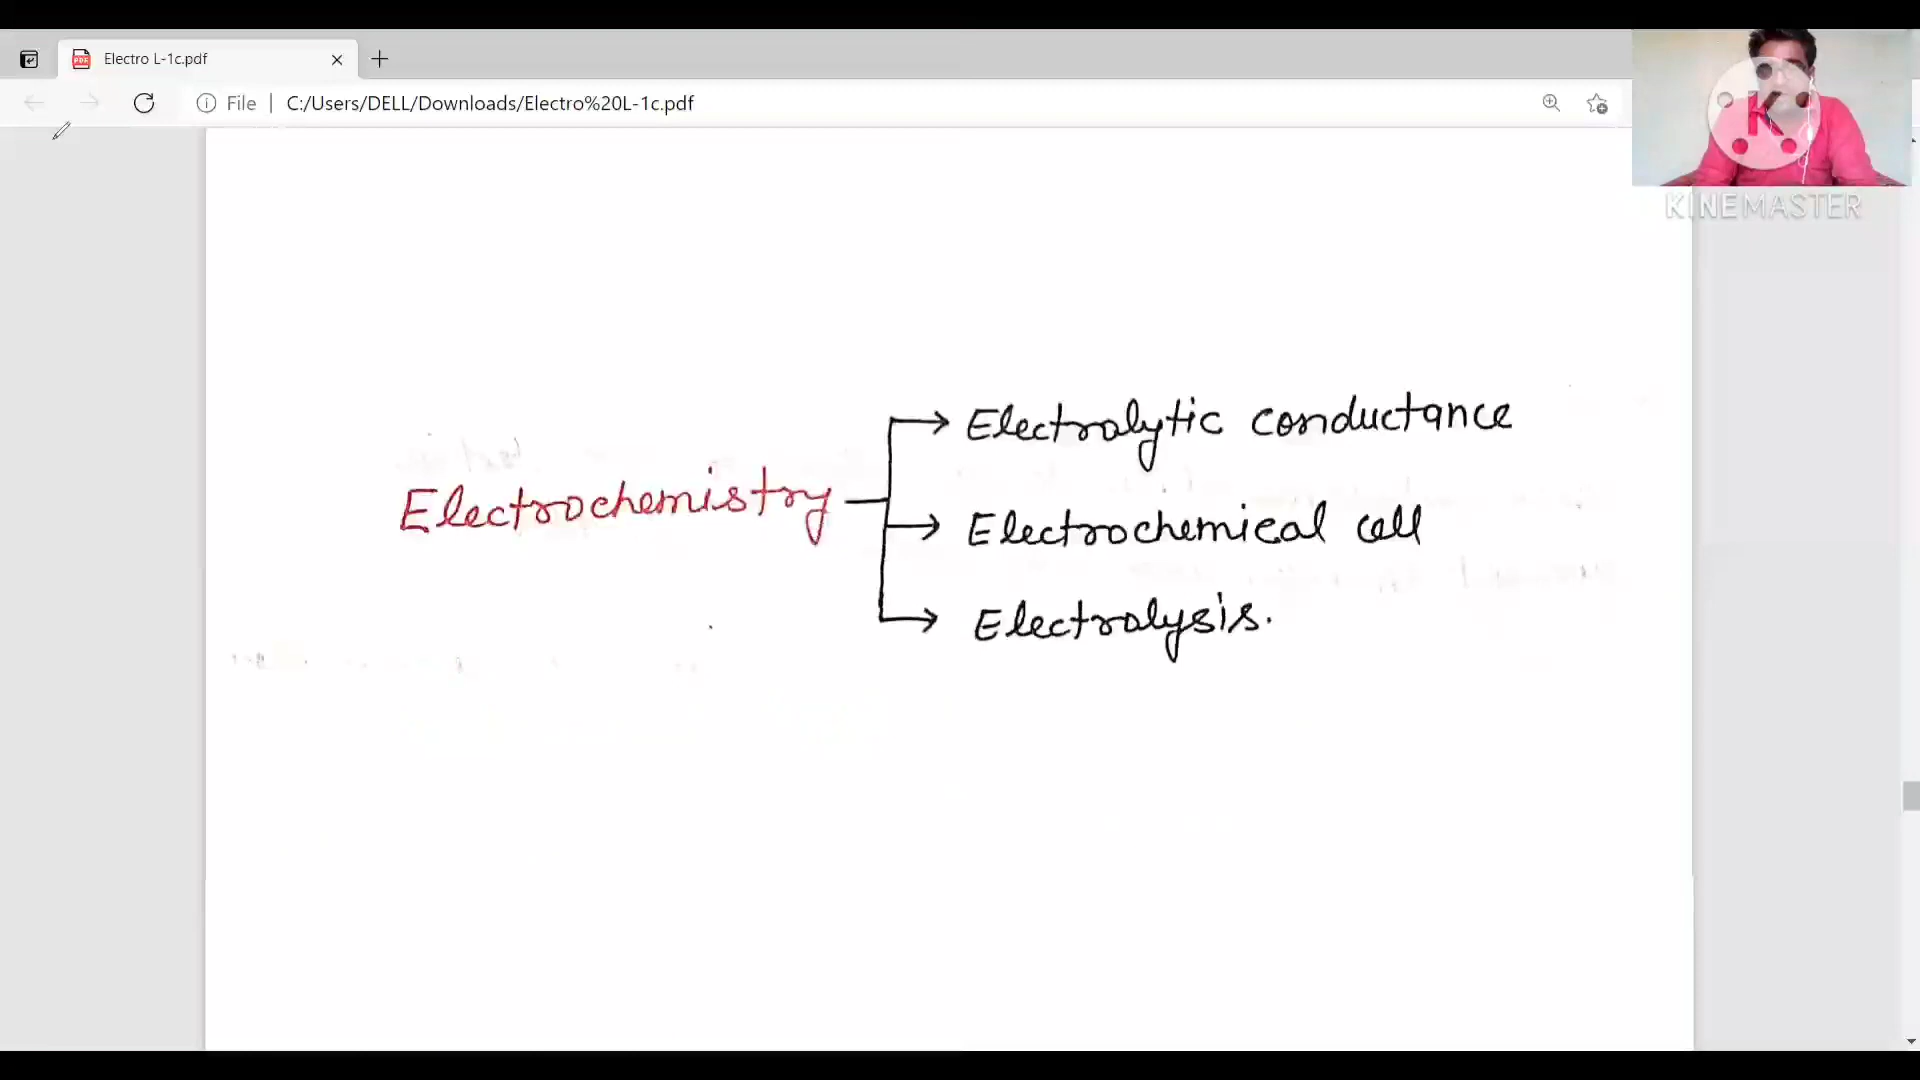 Electro L-1c.pdf
File | C:/Users/DELL/Downloads/Electro%20L-1c.pdf
KINEMASTER
Electrochemistry
Electrolytic conductance
Electrochemical cell
Electrolysis.